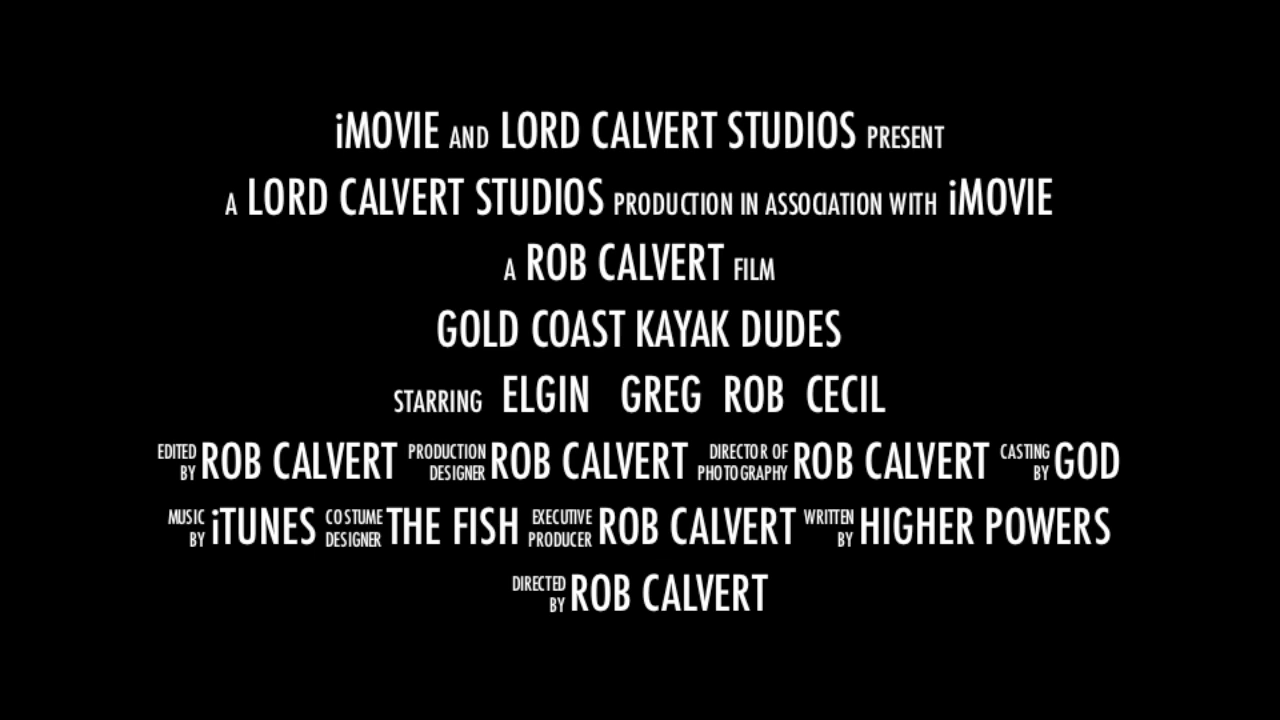 iMOVIE AND LORD CALVERT STUDIOS PRESENT
A LORD CALVERT STUDIOS PRODUCTION IN ASSOCIATION WITH iMOVIE
A ROB CALVERT FILM
GOLD COAST KAYAK DUDES
STARRING ELGIN GREG ROB CECIL
EDITED BY ROB CALVERT PRODUCTION DESIGNER ROB CALVERT DIRECTOR OF PHOTOGRAPHY ROB CALVERT CASTING BY GOD
MUSIC BY iTUNES COSTUME DESIGNER THE FISH EXECUTIVE PRODUCER ROB CALVERT WRITTEN BY HIGHER POWERS
DIRECTED BY ROB CALVERT